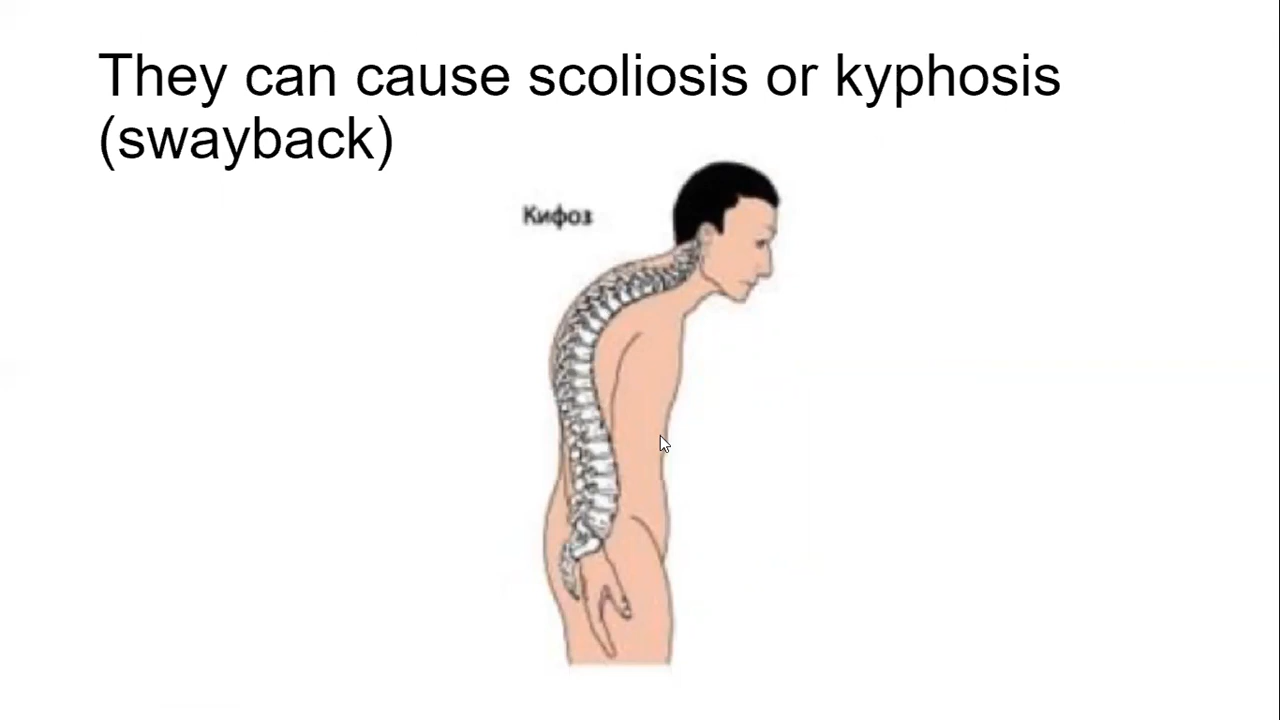 They can cause scoliosis or kyphosis
(swayback)
Кифоз